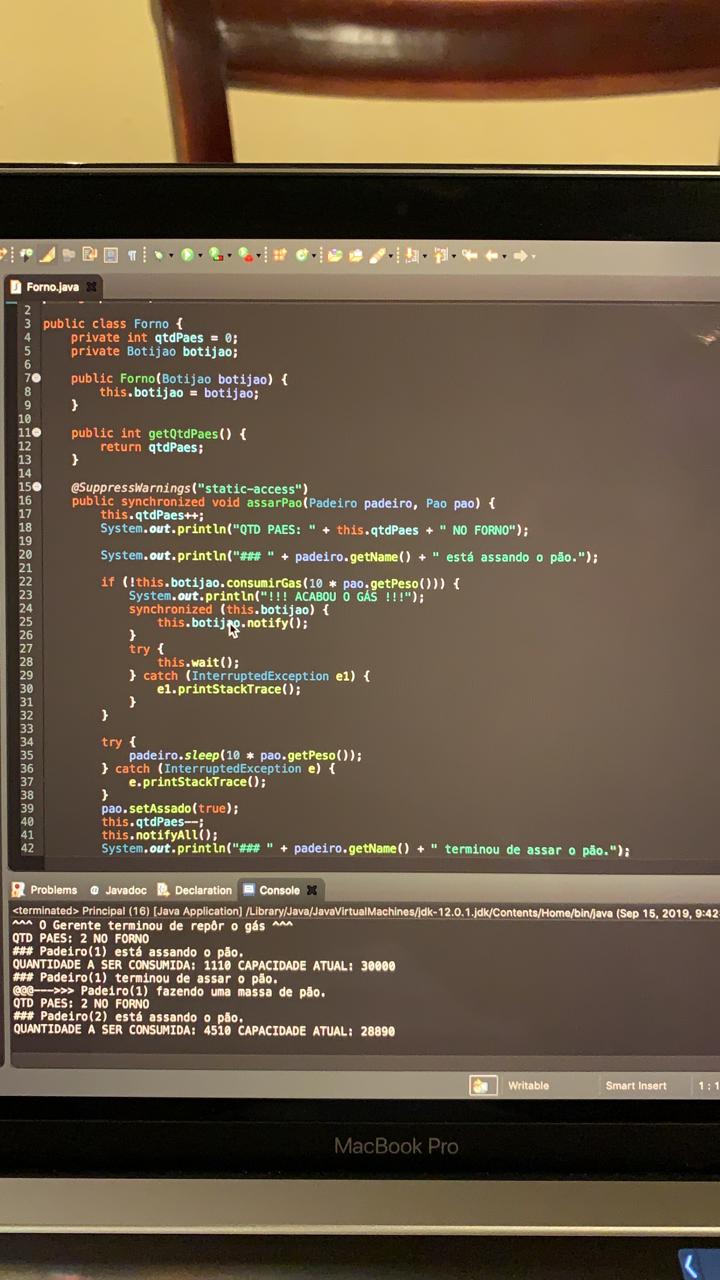 Forno.java
2
3 public class Forno {
4 private int qtdPaes = 0;
5 private Botijao botijao;
6
7 public Forno(Botijao botijao) {
8 this.botijao = botijao;
9 }
10
11 public int getQtdPaes() {
12 return qtdPaes;
13 }
14
15 @SuppressWarnings("static-access")
16 public synchronized void assarPao(Padeiro padeiro, Pao pao) {
17 this.qtdPaes++;
18 System.out.println("QTD PAES: " + this.qtdPaes + " NO FORNO");
19
20 System.out.println("### " + padeiro.getName() + " está assando o pão.");
21
22 if (!this.botijao.consumirGas(10 * pao.getPeso())) {
23 System.out.println("!!! ACABOU O GÁS !!!");
24 synchronized (this.botijao) {
25 this.botijao.notify();
26 }
27 try {
28 this.wait();
29 } catch (InterruptedException e1) {
30 e1.printStackTrace();
31 }
32 }
33
34 try {
35 padeiro.sleep(10 * pao.getPeso());
36 } catch (InterruptedException e) {
37 e.printStackTrace();
38 }
39 pao.setAssado(true);
40 this.qtdPaes--;
41 this.notifyAll();
42 System.out.println("### " + padeiro.getName() + " terminou de assar o pão.");
Problems Javadoc Declaration Console
<terminated> Principal (16) [Java Application] /Library/Java/JavaVirtualMachines/jdk-12.0.1.jdk/Contents/Home/bin/java (Sep 15, 2019, 9:42
^^^ O Gerente terminou de repôr o gás ^^^
QTD PAES: 2 NO FORNO
### Padeiro(1) está assando o pão.
QUANTIDADE A SER CONSUMIDA: 1110 CAPACIDADE ATUAL: 30000
### Padeiro(1) terminou de assar o pão.
@@@--->>> Padeiro(1) fazendo uma massa de pão.
QTD PAES: 2 NO FORNO
### Padeiro(2) está assando o pão.
QUANTIDADE A SER CONSUMIDA: 4510 CAPACIDADE ATUAL: 28890
Writable Smart Insert 1 : 1
MacBook Pro